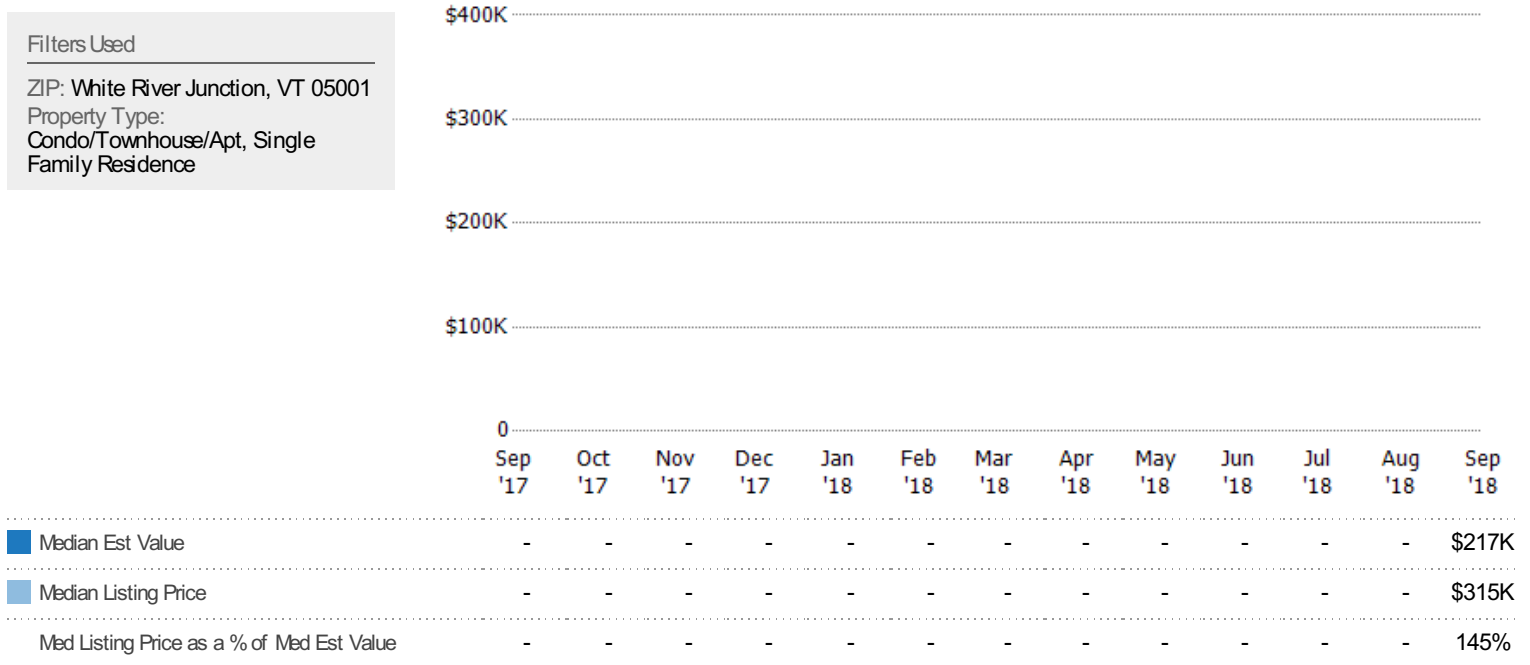 Filters Used
ZIP: White River Junction, VT 05001
Property Type:
Condo/Townhouse/Apt, Single
Family Residence
$400K
$300K
$200K
$100K
0
Sep Oct Nov Dec Jan Feb Mar Apr May Jun Jul Aug Sep
'17 '17 '17 '17 '18 '18 '18 '18 '18 '18 '18 '18 '18
Median Est Value - - - - - - - - - - - - $217K
Median Listing Price - - - - - - - - - - - - $315K
Med Listing Price as a % of Med Est Value - - - - - - - - - - - - 145%